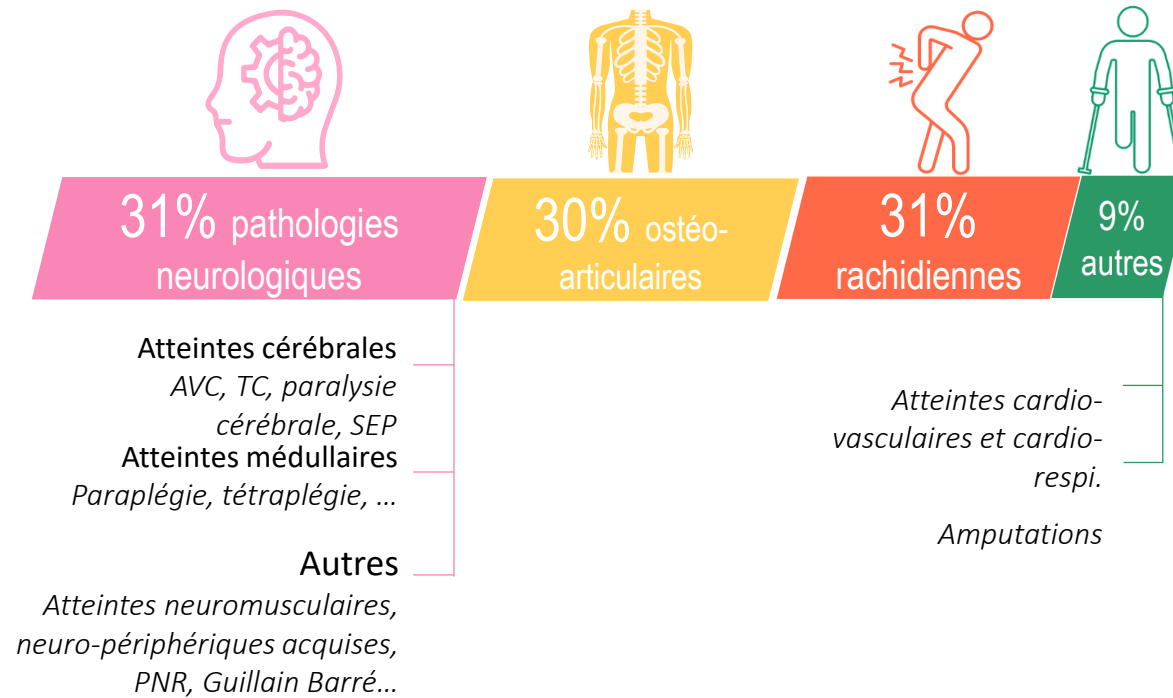 31% pathologies
neurologiques
30% ostéo-
articulaires
31%
rachidiennes
9%
autres
Atteintes cérébrales
AVC, TC, paralysie
cérébrale, SEP
Atteintes médullaires
Paraplégie, tétraplégie, ...
Autres
Atteintes neuromusculaires,
neuro-périphériques acquises,
PNR, Guillain Barré...
Atteintes cardio-
vasculaires et cardio-
respi.
Amputations